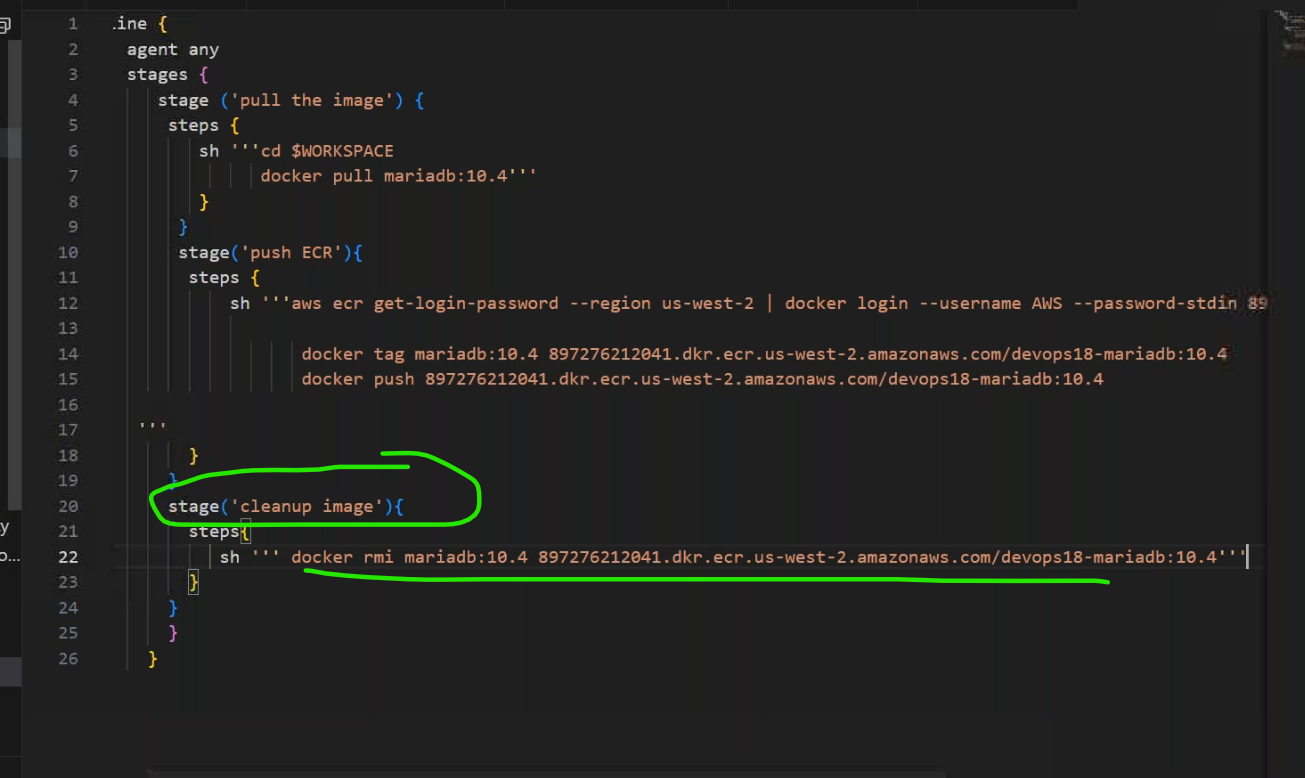 1 .ine {
2 agent any
3 stages {
4 stage ('pull the image') {
5 steps {
6 sh '''cd $WORKSPACE
7 docker pull mariadb:10.4'''
8 }
9 }
10 stage('push ECR'){
11 steps {
12 sh '''aws ecr get-login-password --region us-west-2 | docker login --username AWS --password-stdin 89
13
14 docker tag mariadb:10.4 897276212041.dkr.ecr.us-west-2.amazonaws.com/devops18-mariadb:10.4
15 docker push 897276212041.dkr.ecr.us-west-2.amazonaws.com/devops18-mariadb:10.4
16
17 '''
18 }
19 }
20 stage('cleanup image'){
21 steps{
22 sh ''' docker rmi mariadb:10.4 897276212041.dkr.ecr.us-west-2.amazonaws.com/devops18-mariadb:10.4'''
23 }
24 }
25 }
26 }
y
o...